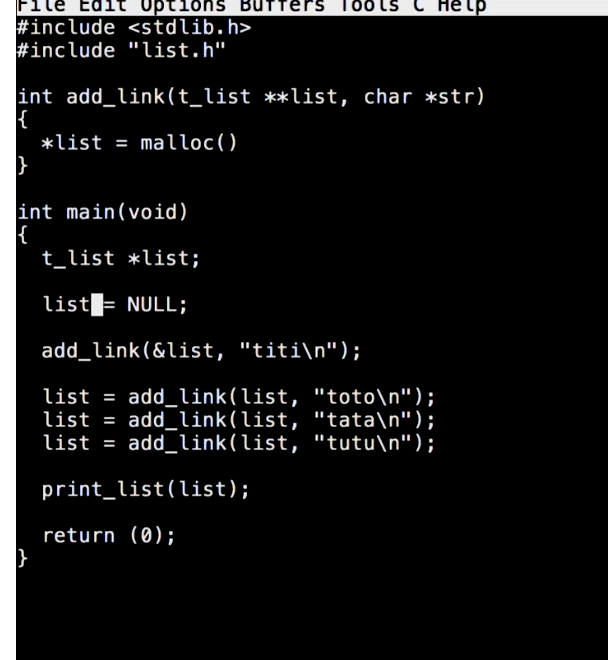 File Edit Options Buffers Tools C Help
#include <stdlib.h>
#include "list.h"
int add_link(t_list **list, char *str)
{
*list = malloc()
}
int main(void)
{
t_list *list;
list = NULL;
add_link(&list, "titi\n");
list = add_link(list, "toto\n");
list = add_link(list, "tata\n");
list = add_link(list, "tutu\n");
print_list(list);
return (0);
}